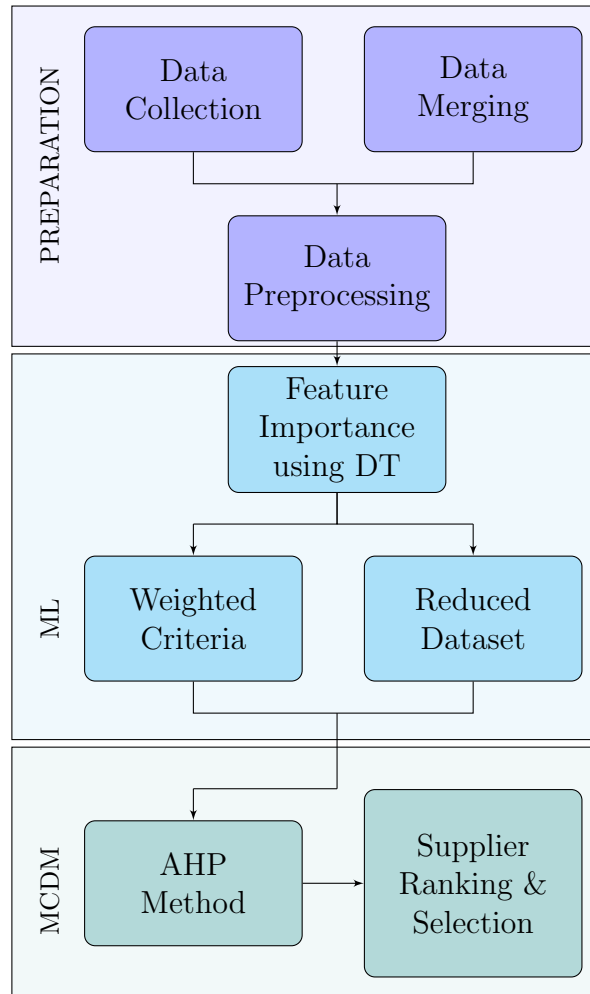 PREPARATION
Data
Collection
Data
Merging
Data
Preprocessing
ML
Feature
Importance
using DT
Weighted
Criteria
Reduced
Dataset
MCDM
AHP
Method
Supplier
Ranking &
Selection